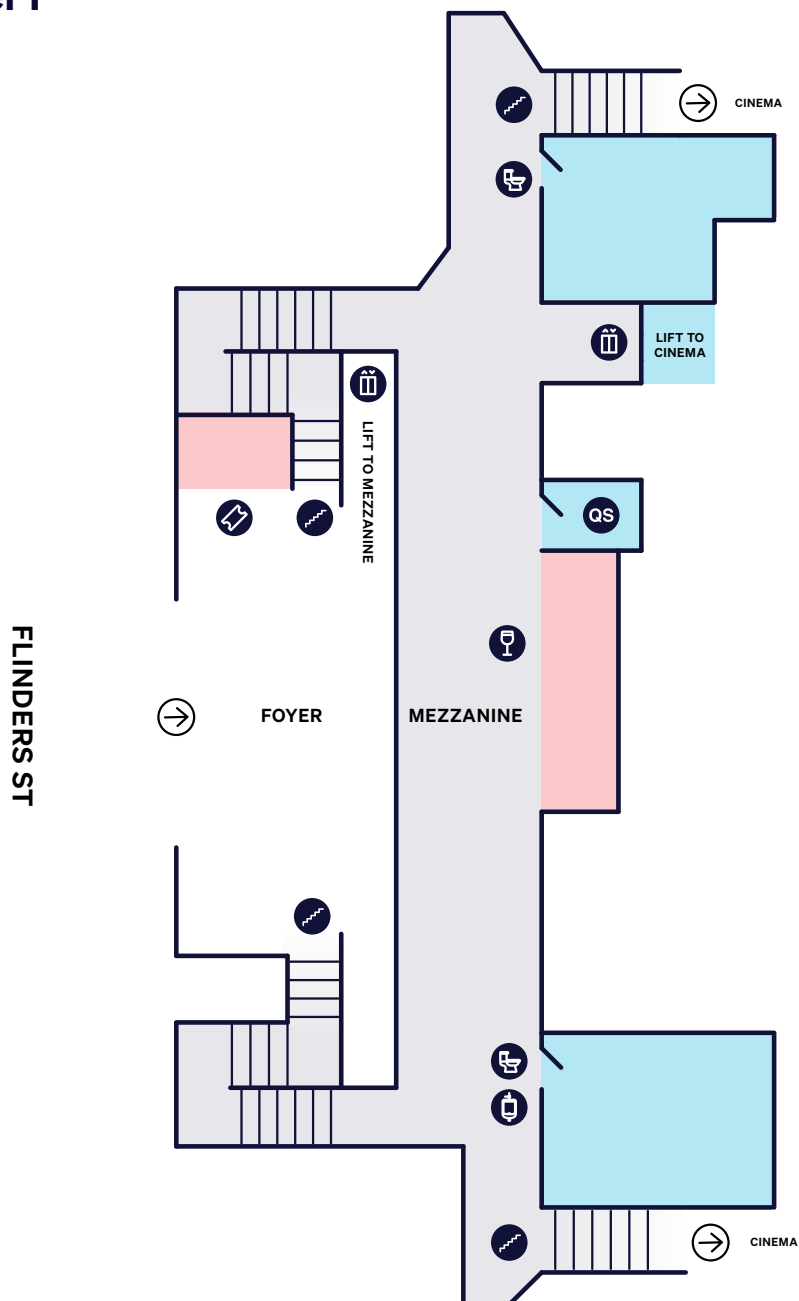 CINEMA
LIFT TO
CINEMA
LIFT TO MEZZANINE
QS
FLINDERS ST
FOYER
MEZZANINE
CINEMA